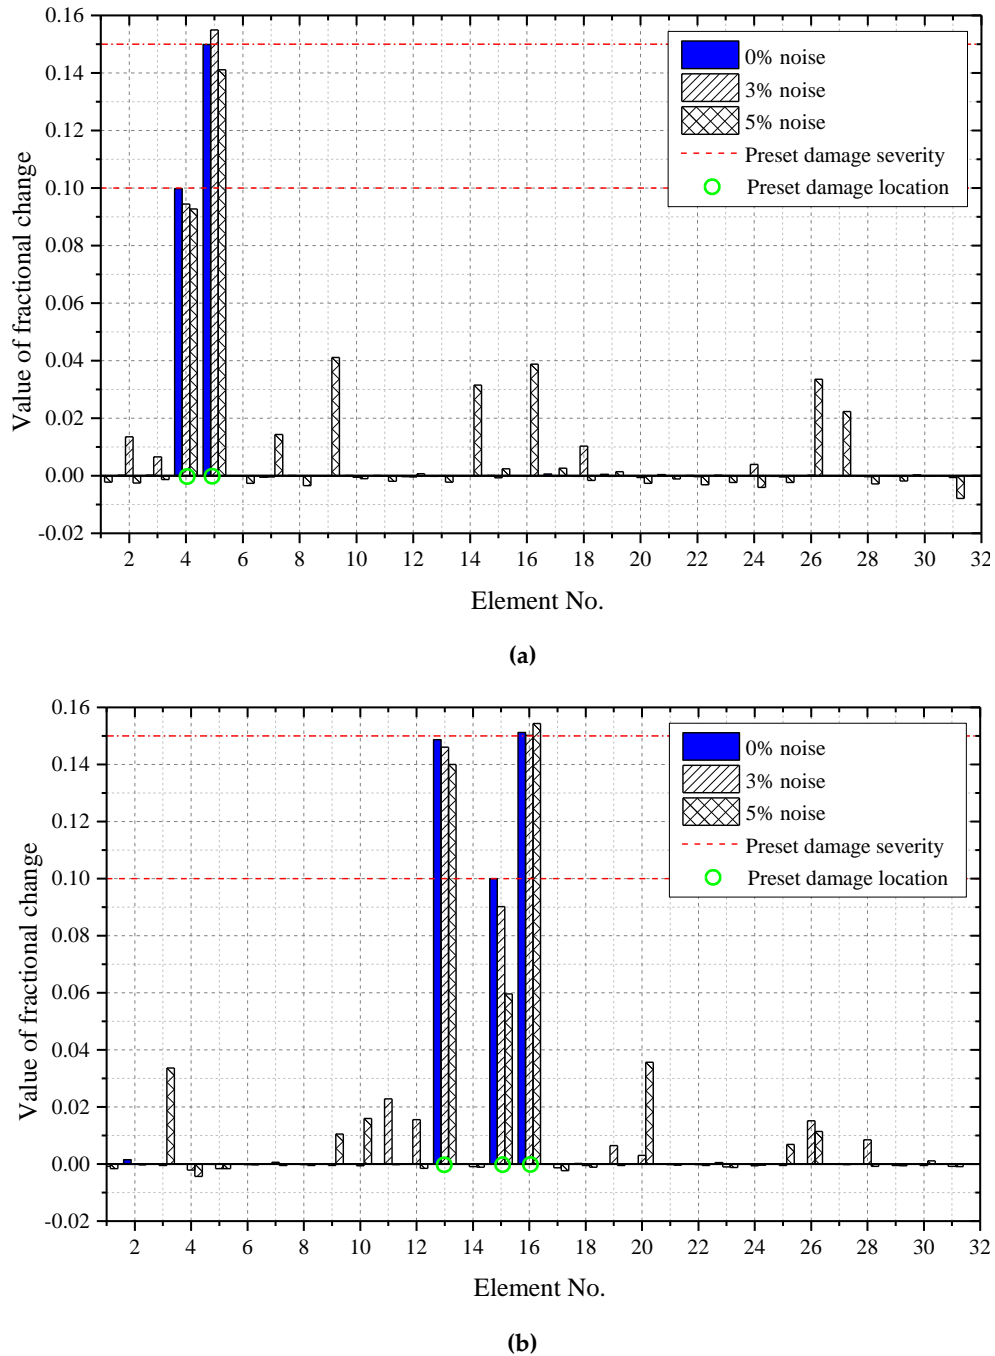 0.16
0.14
0.12
0.10
0.08
0.06
0.04
0.02
0.00
-0.02
Value of fractional change
0% noise
3% noise
5% noise
Preset damage severity
Preset damage location
2 4 6 8 10 12 14 16 18 20 22 24 26 28 30 32
Element No.
(a)
0.16
0.14
0.12
0.10
0.08
0.06
0.04
0.02
0.00
-0.02
Value of fractional change
0% noise
3% noise
5% noise
Preset damage severity
Preset damage location
2 4 6 8 10 12 14 16 18 20 22 24 26 28 30 32
Element No.
(b)